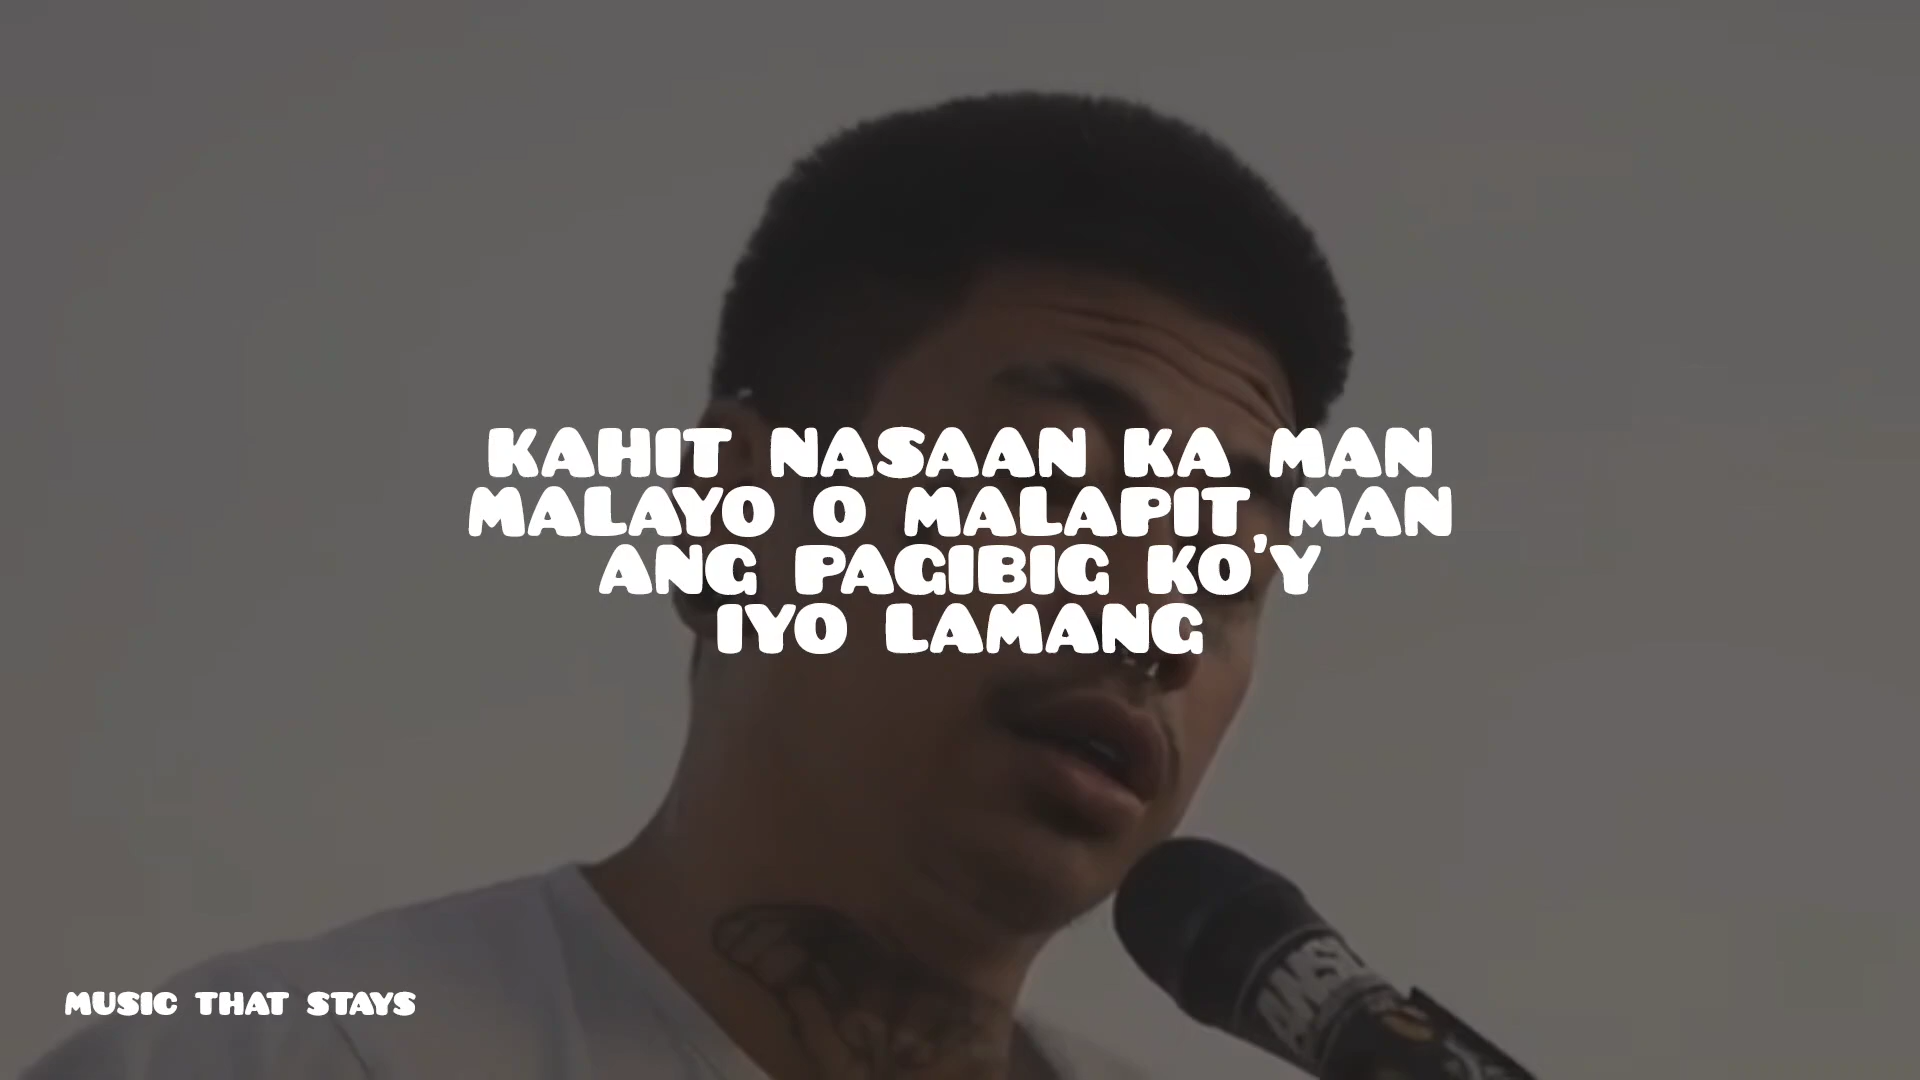 KAHIT NASAAN KA MAN
MALAYO O MALAPIT MAN
ANG PAGIBIG KO'Y
IYO LAMANG
MUSIC THAT STAYS